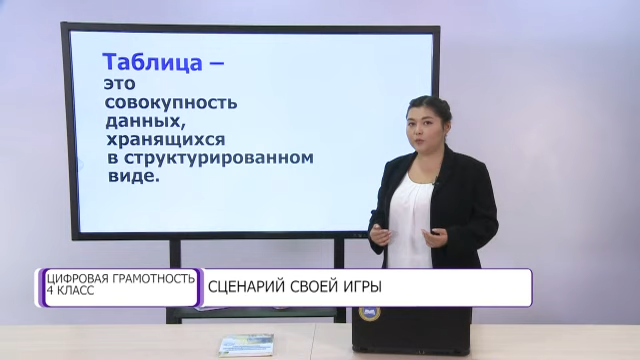 Таблица –
это
совокупность
данных,
хранящихся
в структурированном
виде.
ЦИФРОВАЯ ГРАМОТНОСТЬ
4 КЛАСС
СЦЕНАРИЙ СВОЕЙ ИГРЫ